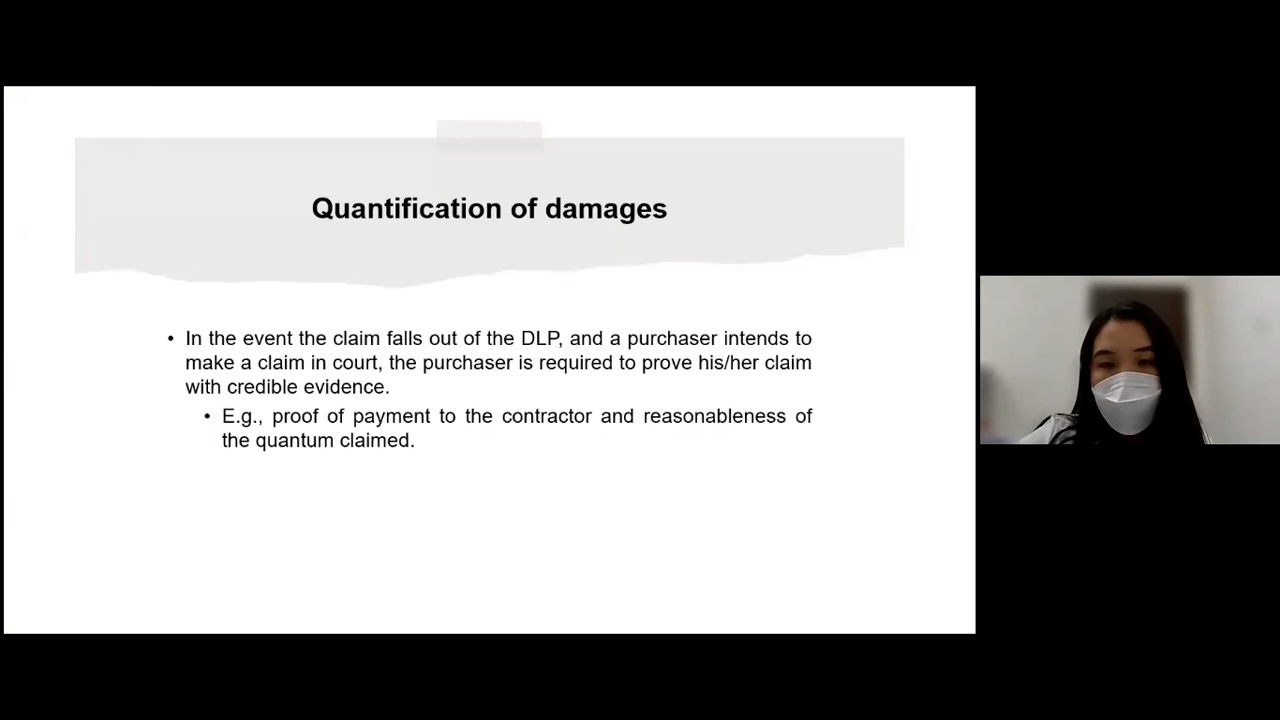 Quantification of damages
• In the event the claim falls out of the DLP, and a purchaser intends to
make a claim in court, the purchaser is required to prove his/her claim
with credible evidence.
• E.g., proof of payment to the contractor and reasonableness of
the quantum claimed.